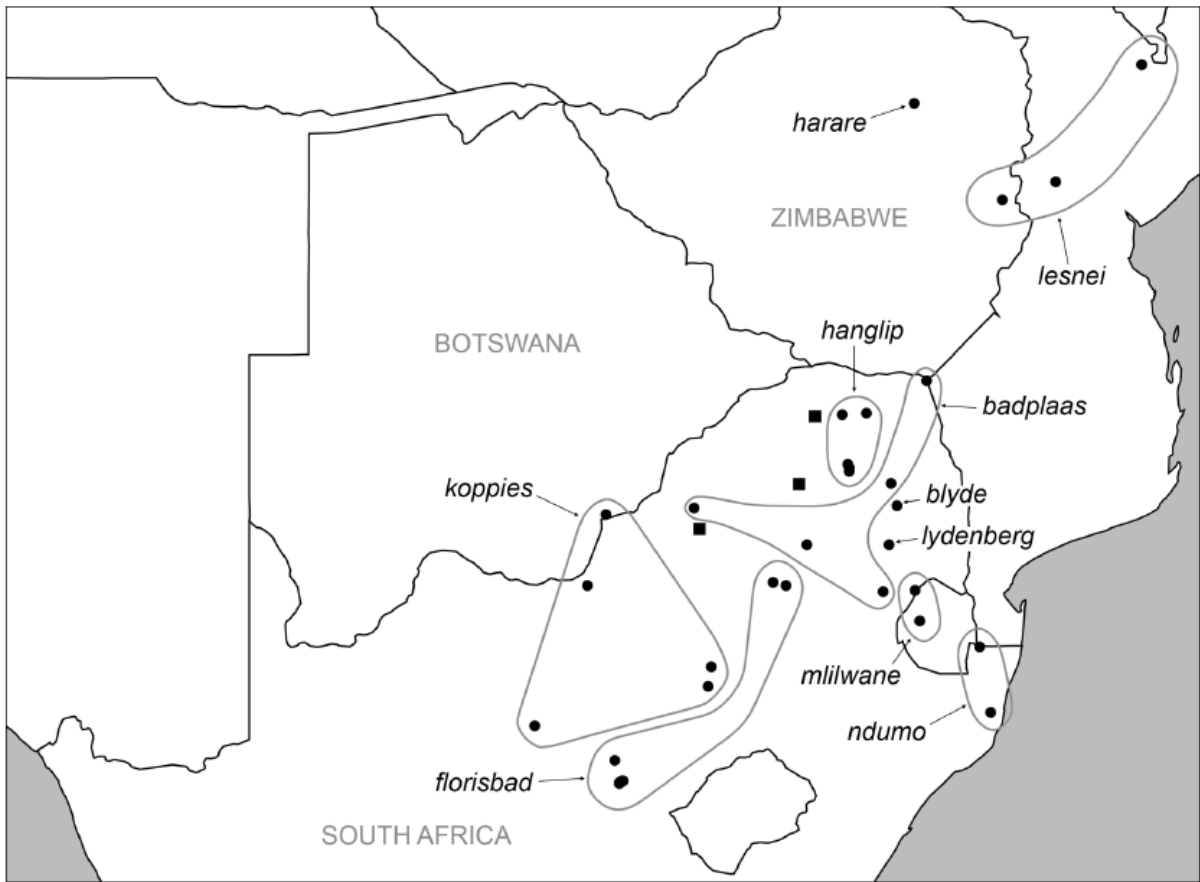 harare
ZIMBABWE
lesnei
hanglip
BOTSWANA
badplaas
koppies
blyde
lydenberg
mlilwane
ndumo
florisbad
SOUTH AFRICA